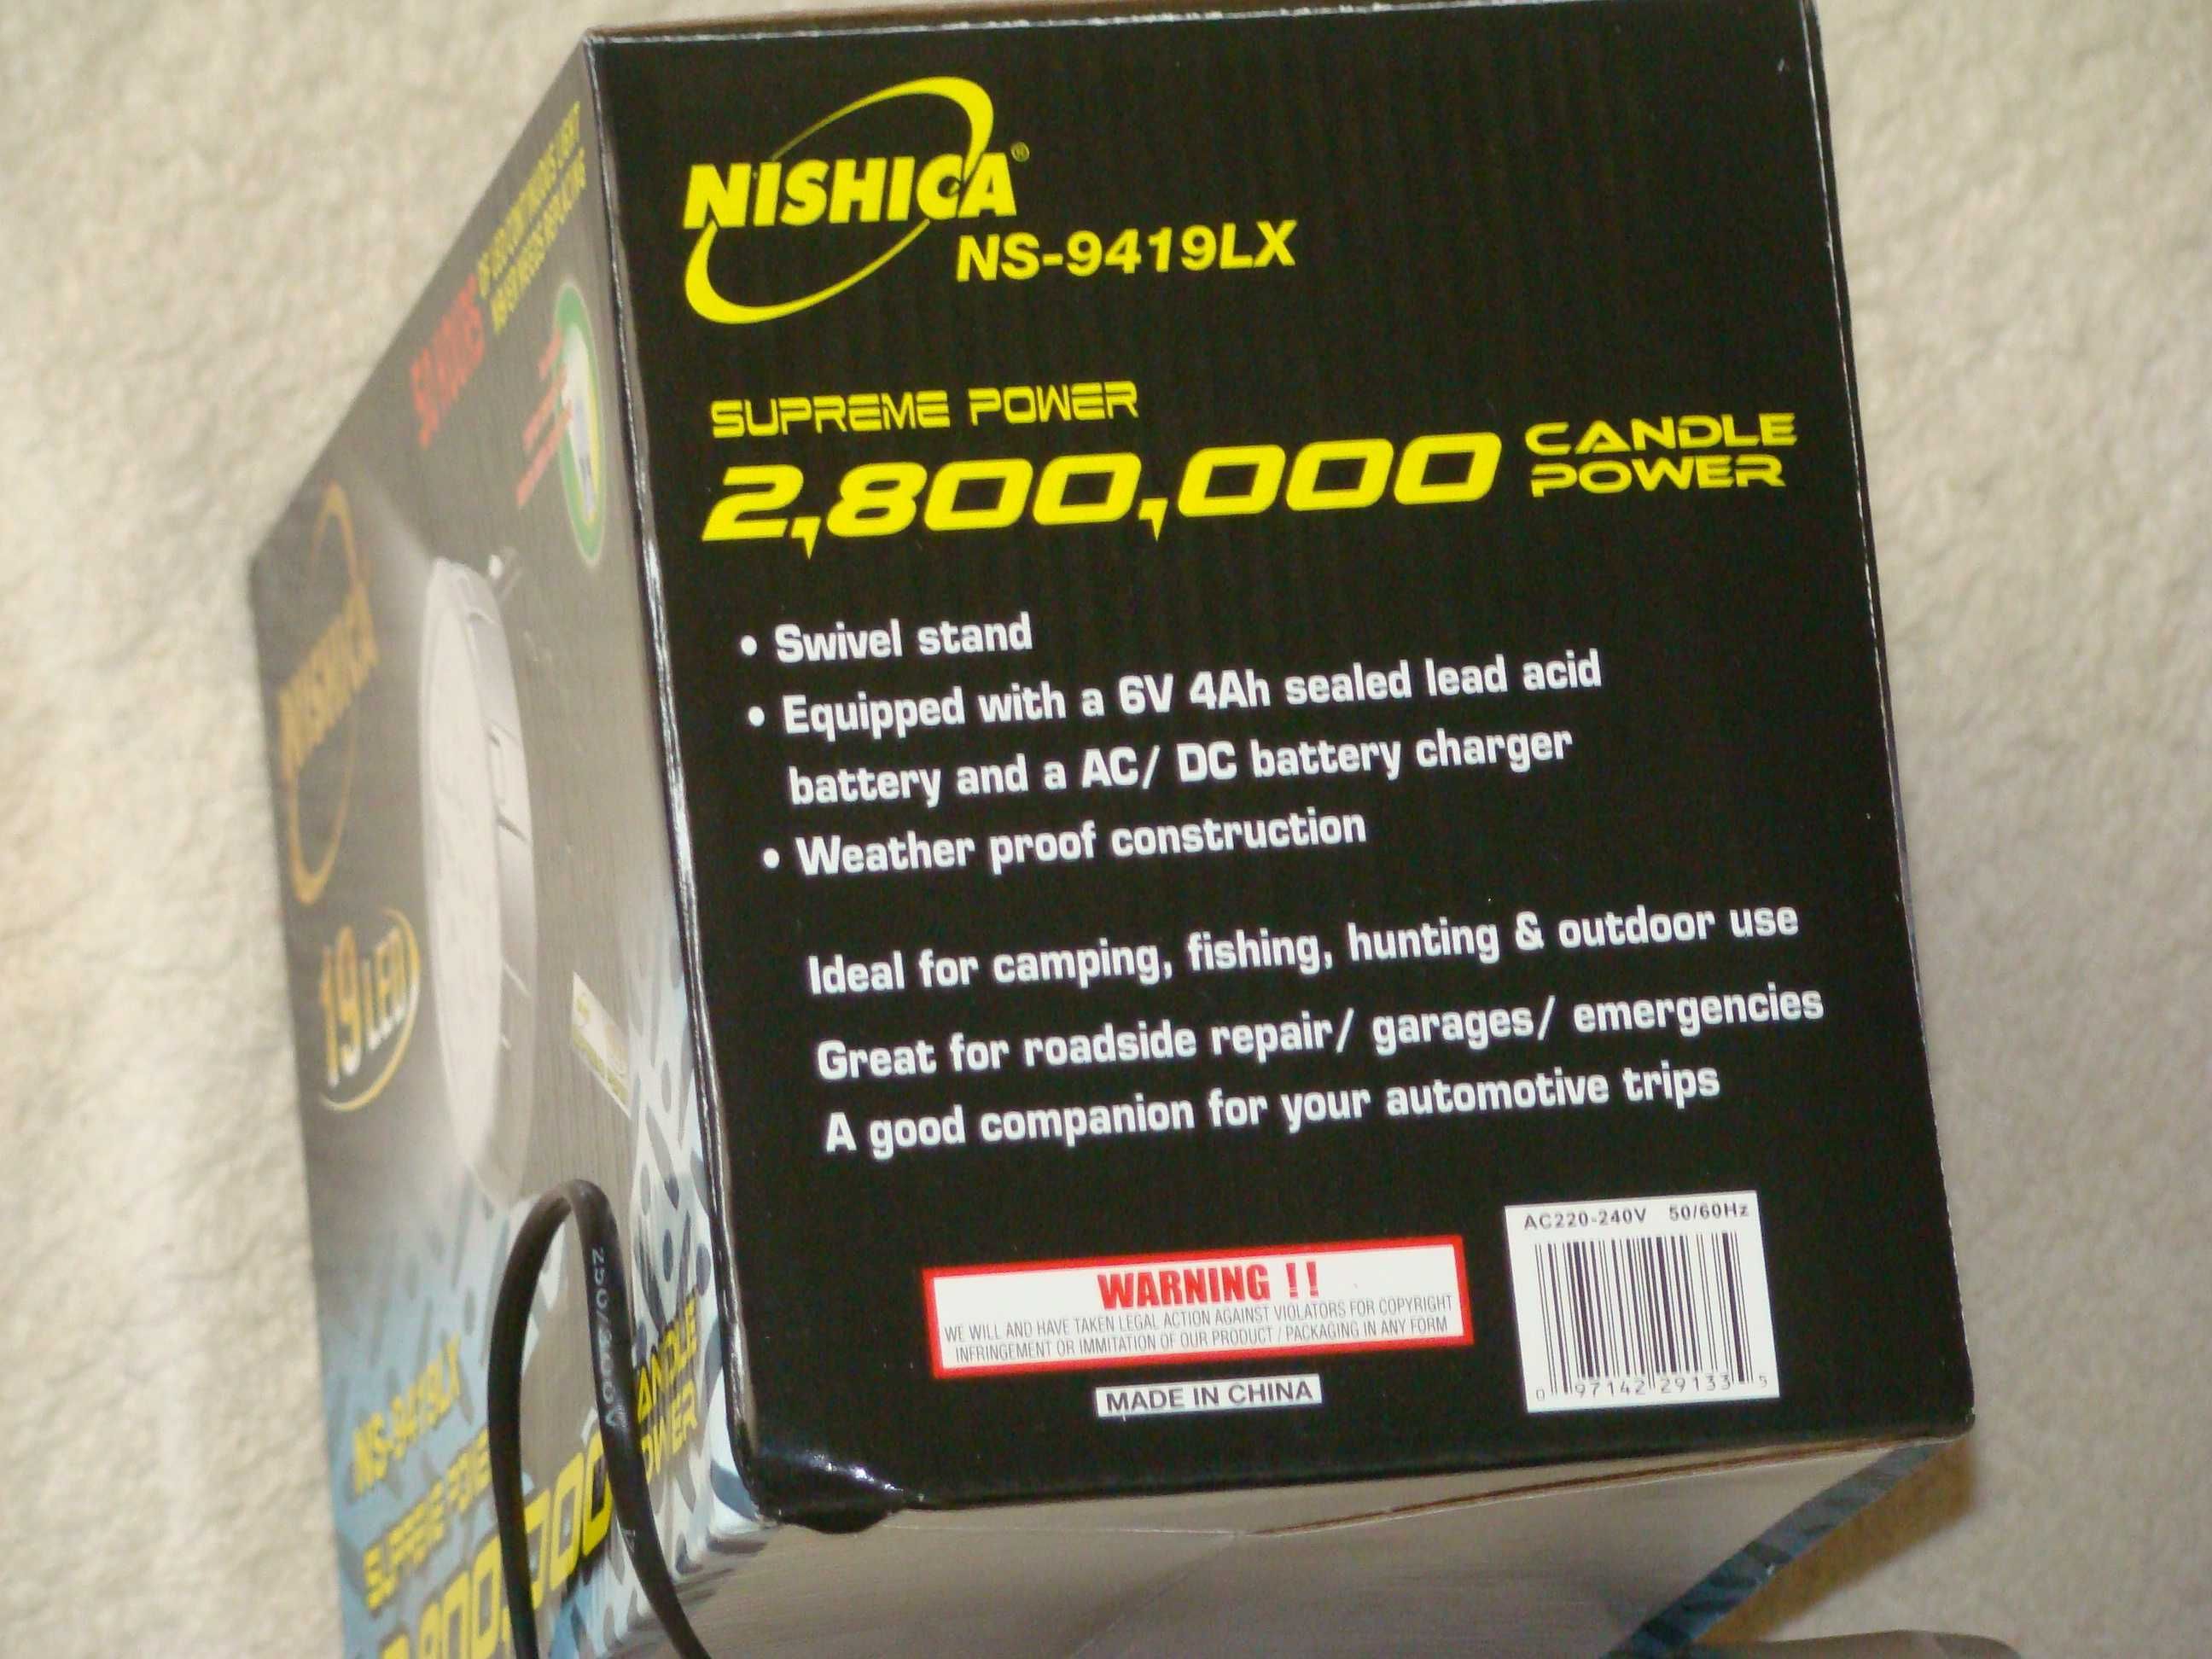 NISHICA®
NS-9419LX
SUPREME POWER
2,800,000 CANDLE POWER
• Swivel stand
• Equipped with a 6V 4Ah sealed lead acid
battery and a AC/ DC battery charger
• Weather proof construction
Ideal for camping, fishing, hunting & outdoor use
Great for roadside repair/ garages/ emergencies
A good companion for your automotive trips
WARNING !!
WE WILL AND HAVE TAKEN LEGAL ACTION AGAINST VIOLATORS FOR COPYRIGHT
INFRINGEMENT OR IMMITATION OF OUR PRODUCT / PACKAGING IN ANY FORM
MADE IN CHINA
AC220-240V 50/60Hz
0 97142 29133 5
NISHICA
19 LED
NS-9419LX
SUPREME POWER